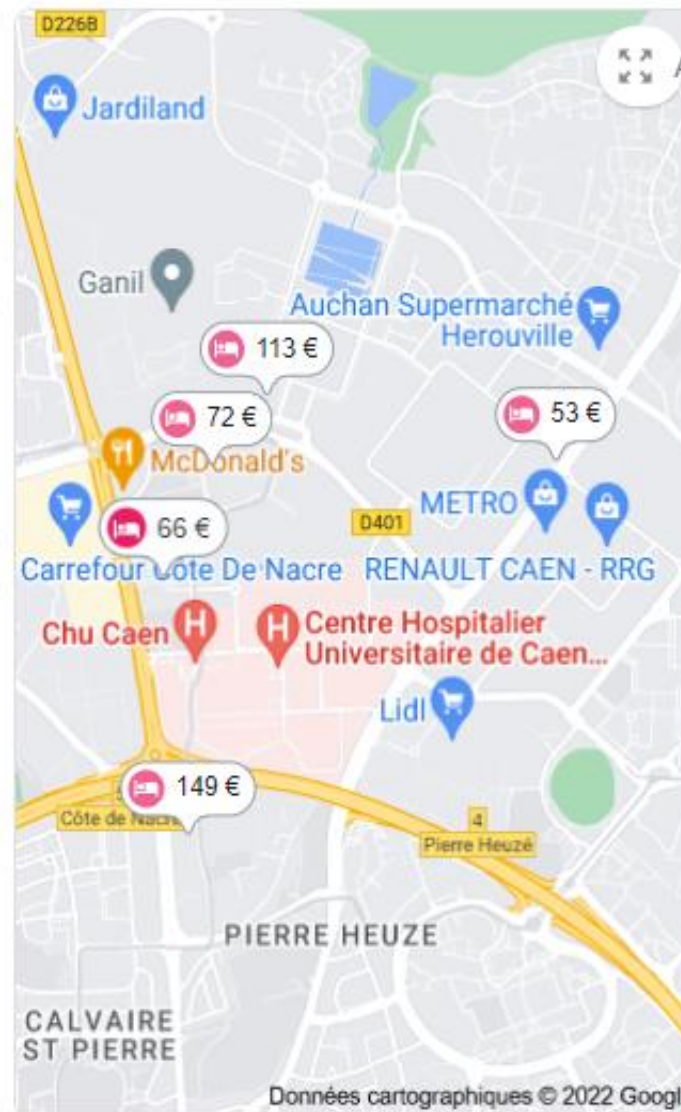 D226B
Jardiland
Ganil
Auchan Supermarché
Herouville
113 €
72 €
53 €
McDonald's
METRO
66 €
D401
Carrefour Côte De Nacre
RENAULT CAEN - RRG
Chu Caen
Centre Hospitalier
Universitaire de Caen...
Lidl
149 €
Côte de Nacre
4
Pierre Heuzé
PIERRE HEUZE
CALVAIRE
ST PIERRE
Données cartographiques © 2022 Googl